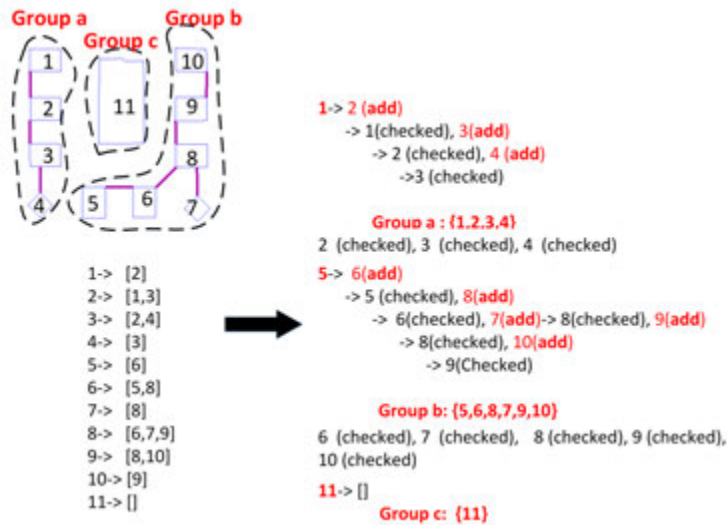 Group a
Group c
Group b
1
2
3
4
11
10
9
8
5
6
7
1-> [2]
2-> [1,3]
3-> [2,4]
4-> [3]
5-> [6]
6-> [5,8]
7-> [8]
8-> [6,7,9]
9-> [8,10]
10-> [9]
11-> []
1-> 2 (add)
-> 1(checked), 3(add)
-> 2 (checked), 4 (add)
->3 (checked)
Group a : {1,2,3,4}
2 (checked), 3 (checked), 4 (checked)
5-> 6(add)
-> 5 (checked), 8(add)
-> 6(checked), 7(add)-> 8(checked), 9(add)
-> 8(checked), 10(add)
-> 9(Checked)
Group b: {5,6,8,7,9,10}
6 (checked), 7 (checked), 8 (checked), 9 (checked),
10 (checked)
11-> []
Group c: {11}